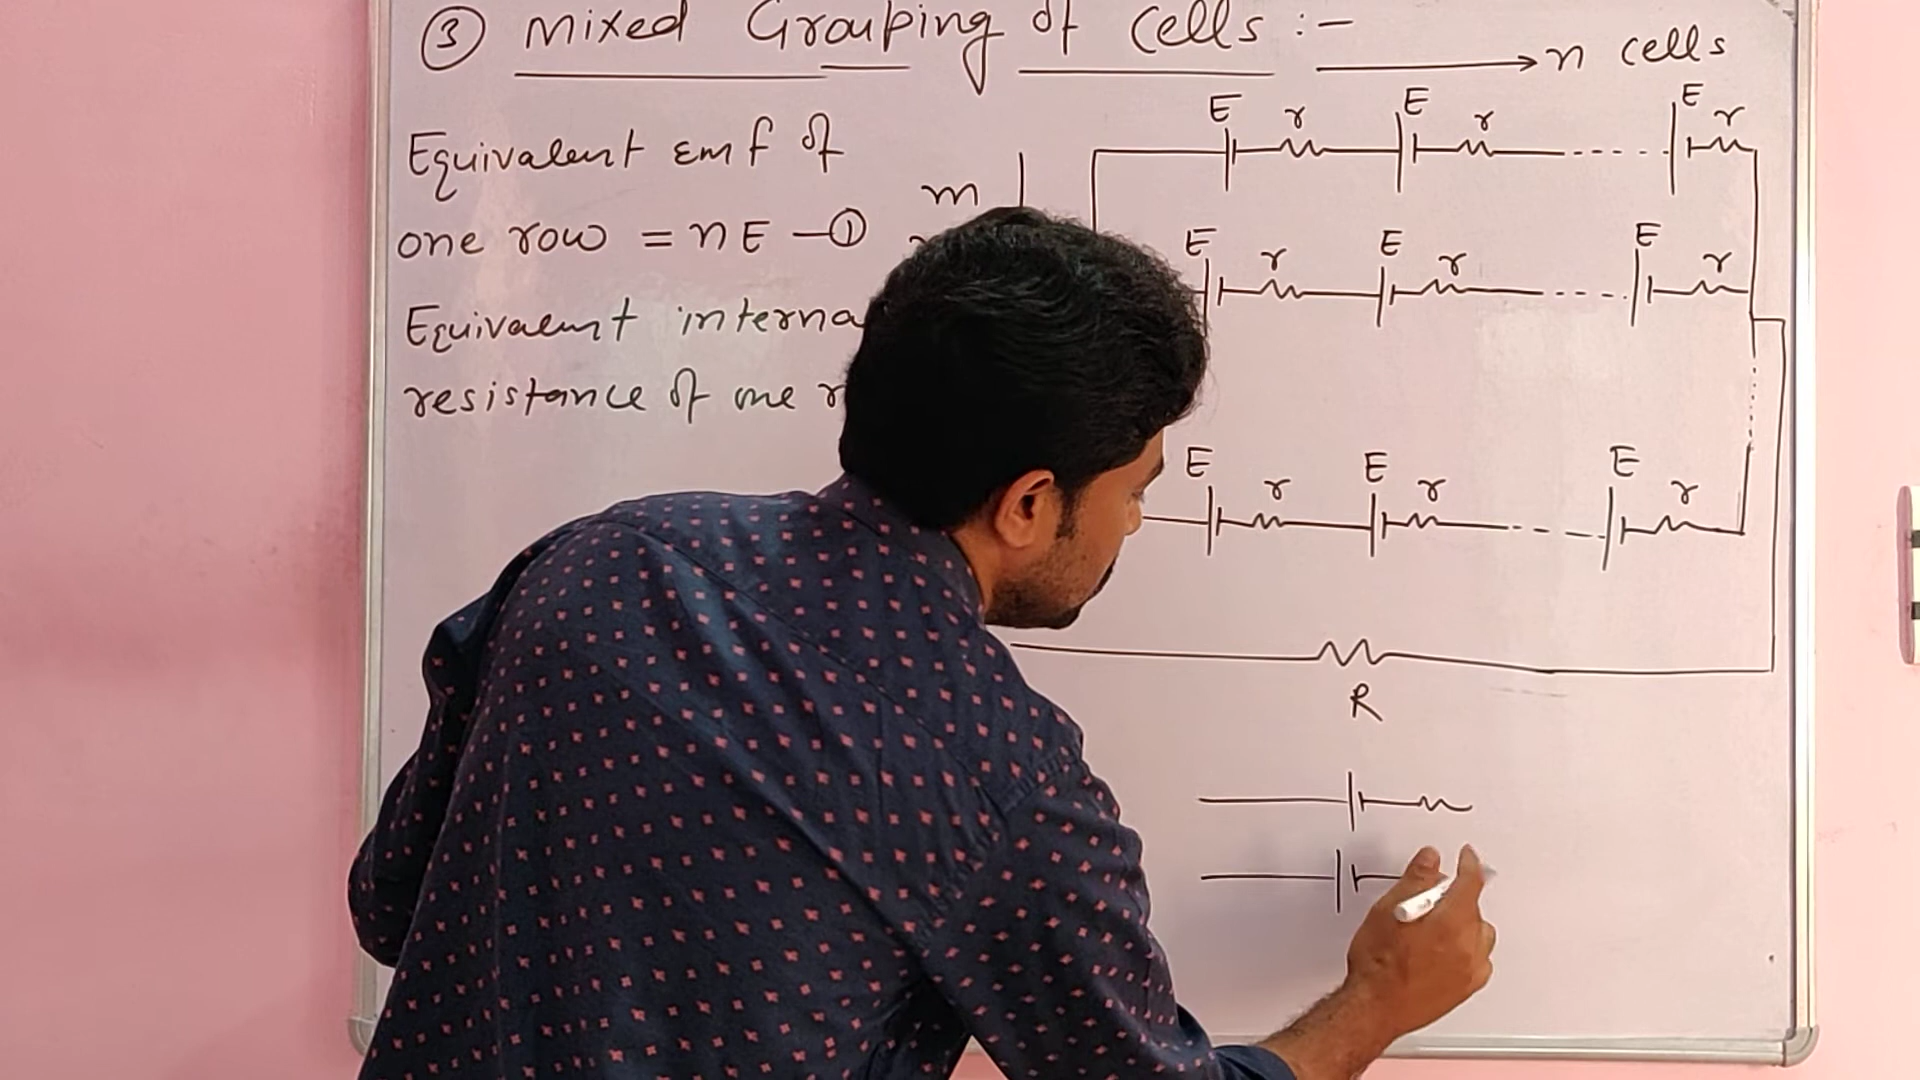 ③ Mixed Grouping of cells :-
→ n cells
Equivalent emf of
one row = nE —①
Equivalent interna
resistance of one r
m
E r E r E r
E r E r E r
E r E r E r
R